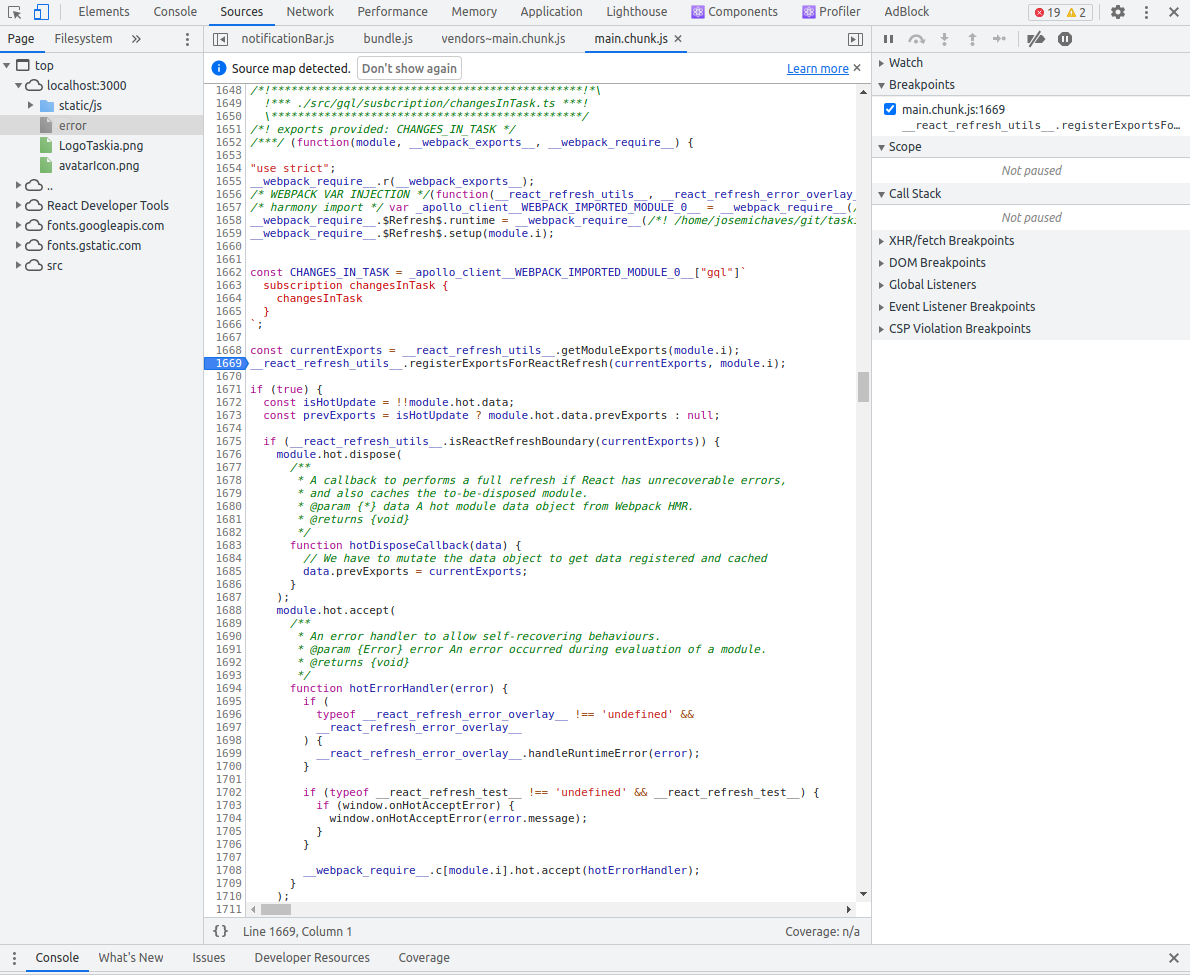 Elements Console Sources Network Performance Memory Application Lighthouse Components Profiler AdBlock 19 2
Page Filesystem » notificationBar.js bundle.js vendors~main.chunk.js main.chunk.js ×
top
localhost:3000
static/js
error
LogoTaskia.png
avatarIcon.png
..
React Developer Tools
fonts.googleapis.com
fonts.gstatic.com
src
Source map detected. Don't show again Learn more ×
1648 /*!***********************************************!*\
1649   !*** ./src/gql/susbcription/changesInTask.ts ***!
1650   \***********************************************/
1651 /*! exports provided: CHANGES_IN_TASK */
1652 /***/ (function(module, __webpack_exports__, __webpack_require__) {
1653
1654 "use strict";
1655 __webpack_require__.r(__webpack_exports__);
1656 /* WEBPACK VAR INJECTION */(function(__react_refresh_utils__, __react_refresh_error_overlay_
1657 /* harmony import */ var _apollo_client__WEBPACK_IMPORTED_MODULE_0__ = __webpack_require__(/
1658 __webpack_require__.$Refresh$.runtime = __webpack_require__(/*! /home/josemichaves/git/taski
1659 __webpack_require__.$Refresh$.setup(module.i);
1660
1661
1662 const CHANGES_IN_TASK = _apollo_client__WEBPACK_IMPORTED_MODULE_0__["gql"]`
1663   subscription changesInTask {
1664     changesInTask
1665   }
1666 `;
1667
1668 const currentExports = __react_refresh_utils__.getModuleExports(module.i);
1669 __react_refresh_utils__.registerExportsForReactRefresh(currentExports, module.i);
1670
1671 if (true) {
1672   const isHotUpdate = !!module.hot.data;
1673   const prevExports = isHotUpdate ? module.hot.data.prevExports : null;
1674
1675   if (__react_refresh_utils__.isReactRefreshBoundary(currentExports)) {
1676     module.hot.dispose(
1677       /**
1678        * A callback to performs a full refresh if React has unrecoverable errors,
1679        * and also caches the to-be-disposed module.
1680        * @param {*} data A hot module data object from Webpack HMR.
1681        * @returns {void}
1682        */
1683       function hotDisposeCallback(data) {
1684         // We have to mutate the data object to get data registered and cached
1685         data.prevExports = currentExports;
1686       }
1687     );
1688     module.hot.accept(
1689       /**
1690        * An error handler to allow self-recovering behaviours.
1691        * @param {Error} error An error occurred during evaluation of a module.
1692        * @returns {void}
1693        */
1694       function hotErrorHandler(error) {
1695         if (
1696           typeof __react_refresh_error_overlay__ !== 'undefined' &&
1697           __react_refresh_error_overlay__
1698         ) {
1699           __react_refresh_error_overlay__.handleRuntimeError(error);
1700         }
1701
1702         if (typeof __react_refresh_test__ !== 'undefined' && __react_refresh_test__) {
1703           if (window.onHotAcceptError) {
1704             window.onHotAcceptError(error.message);
1705           }
1706         }
1707
1708         __webpack_require__.c[module.i].hot.accept(hotErrorHandler);
1709       }
1710     );
1711
{} Line 1669, Column 1 Coverage: n/a
Watch
Breakpoints
main.chunk.js:1669
__react_refresh_utils__.registerExportsFo…
Scope
Not paused
Call Stack
Not paused
XHR/fetch Breakpoints
DOM Breakpoints
Global Listeners
Event Listener Breakpoints
CSP Violation Breakpoints
Console What's New Issues Developer Resources Coverage